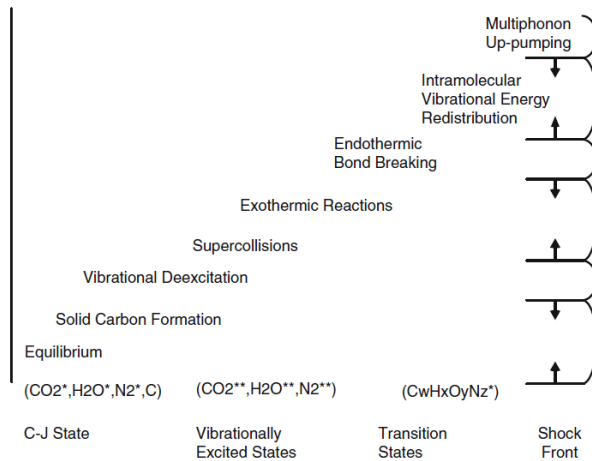 Multiphonon
Up-pumping
Intramolecular
Vibrational Energy
Redistribution
Endothermic
Bond Breaking
Exothermic Reactions
Supercollisions
Vibrational Deexcitation
Solid Carbon Formation
Equilibrium
(CO2*,H2O*,N2*,C)
(CO2**,H2O**,N2**)
(CwHxOyNz*)
C-J State
Vibrationally
Excited States
Transition
States
Shock
Front